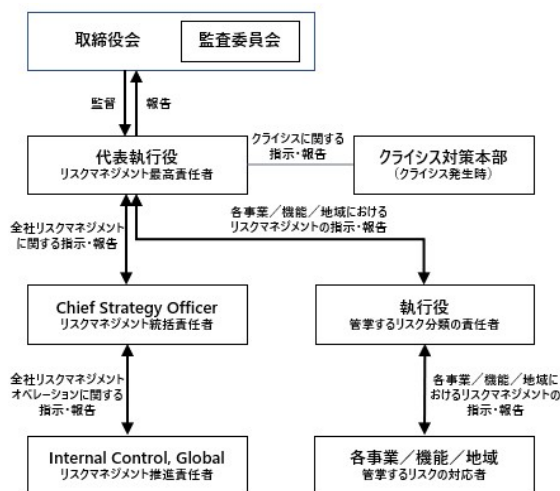 取締役会
監査委員会
監督
報告
代表執行役
リスクマネジメント最高責任者
クライシスに関する
指示・報告
クライシス対策本部
（クライシス発生時）
全社リスクマネジメント
に関する指示・報告
各事業／機能／地域における
リスクマネジメントの指示・報告
Chief Strategy Officer
リスクマネジメント統括責任者
執行役
管掌するリスク分類の責任者
全社リスクマネジメント
オペレーションに関する
指示・報告
各事業／機能／地域に
おけるリスクマネジメントの
指示・報告
Internal Control, Global
リスクマネジメント推進責任者
各事業／機能／地域
管掌するリスクの対応者